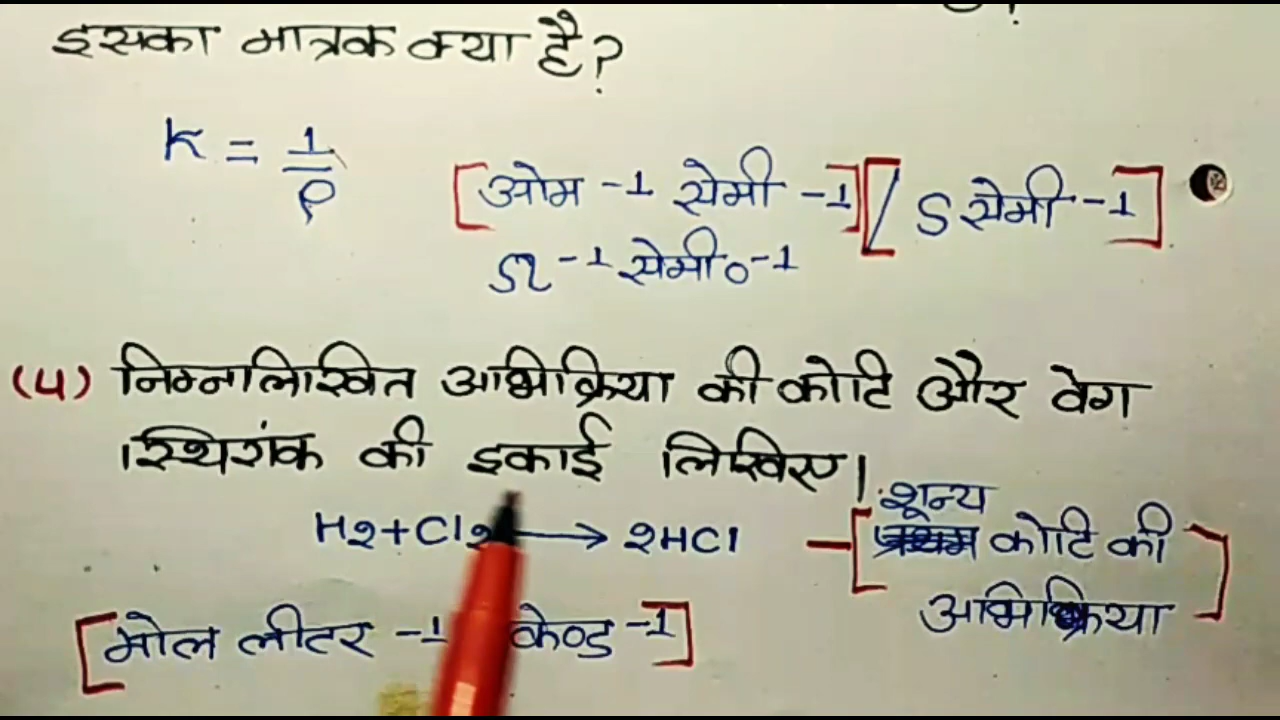 इसका मात्रक क्या है?
K = 1/ρ [ओम -1 सेमी -1] [/ S सेमी -1]
Ω -1 सेमी० -1
(५) निम्नलिखित अभिक्रिया की कोटि और वेग
स्थिरांक की इकाई लिखिए।
H2+Cl2 → 2HCl - [शून्य कोटि की
अभिक्रिया]
[मोल लीटर -1 केण्ड -1]